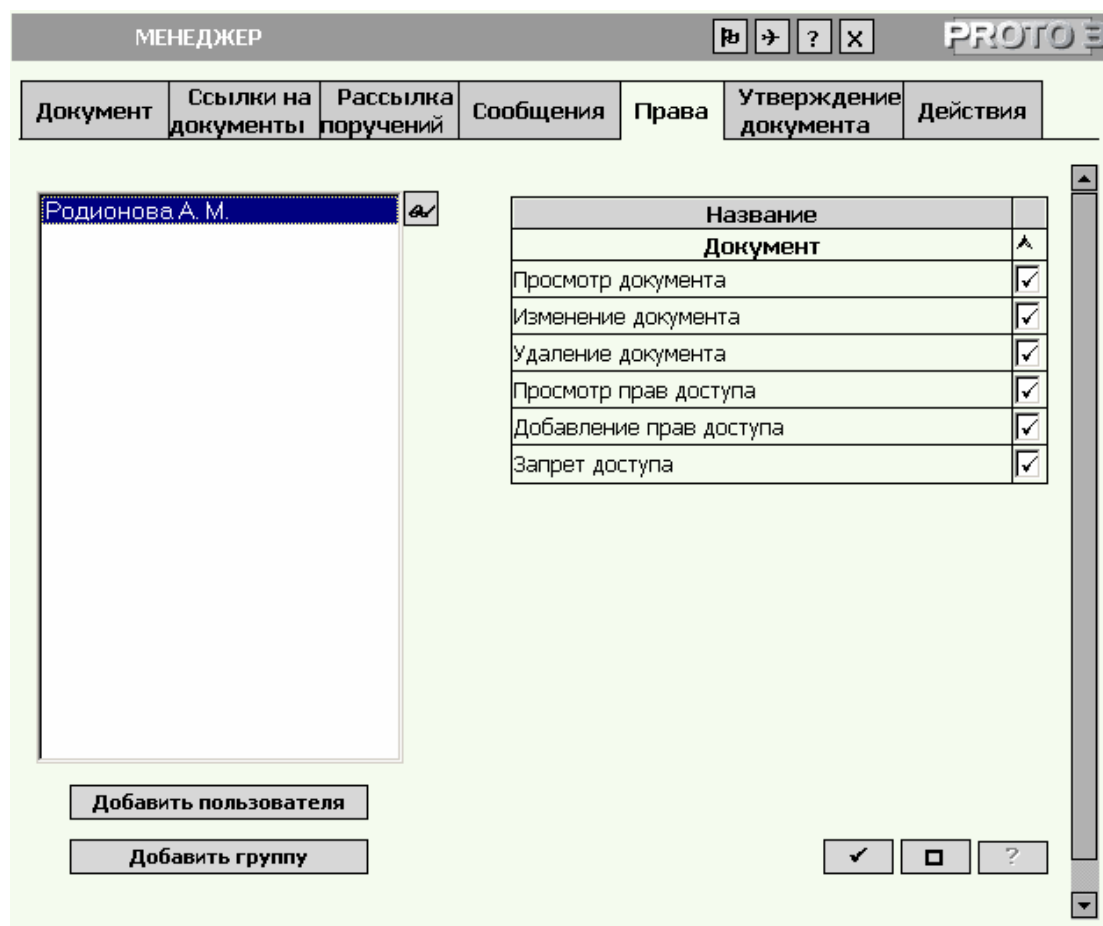 МЕНЕДЖЕР
?
X
PROTO
Документ
Ссылки на
документы
Рассылка
поручений
Сообщения
Права
Утверждение
документа
Действия
Родионова А. М.
Название
Документ
Просмотр документа
Изменение документа
Удаление документа
Просмотр прав доступа
Добавление прав доступа
Запрет доступа
Добавить пользователя
Добавить группу
?